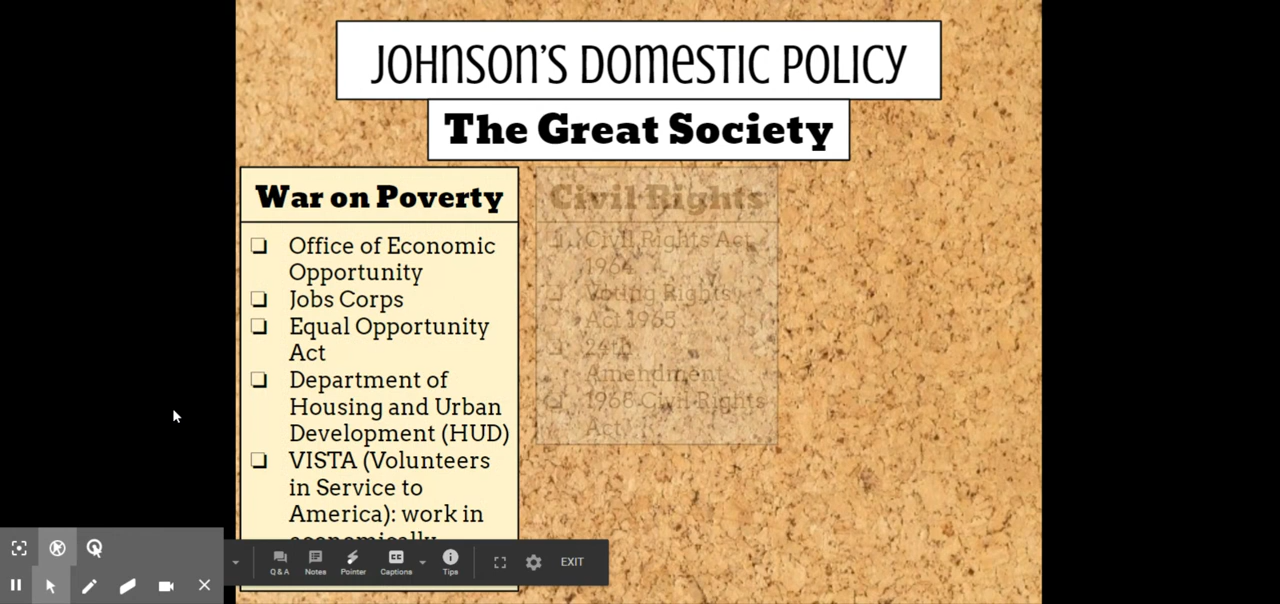 Johnson's Domestic Policy
The Great Society
War on Poverty
❏ Office of Economic
Opportunity
❏ Jobs Corps
❏ Equal Opportunity
Act
❏ Department of
Housing and Urban
Development (HUD)
❏ VISTA (Volunteers
in Service to
America): work in
economically
Civil Rights
❏ Civil Rights Act
1964
❏ Voting Rights
Act 1965
❏ 24th
Amendment
❏ 1968 Civil Rights
Act
Q & A Notes Pointer Captions Tips EXIT